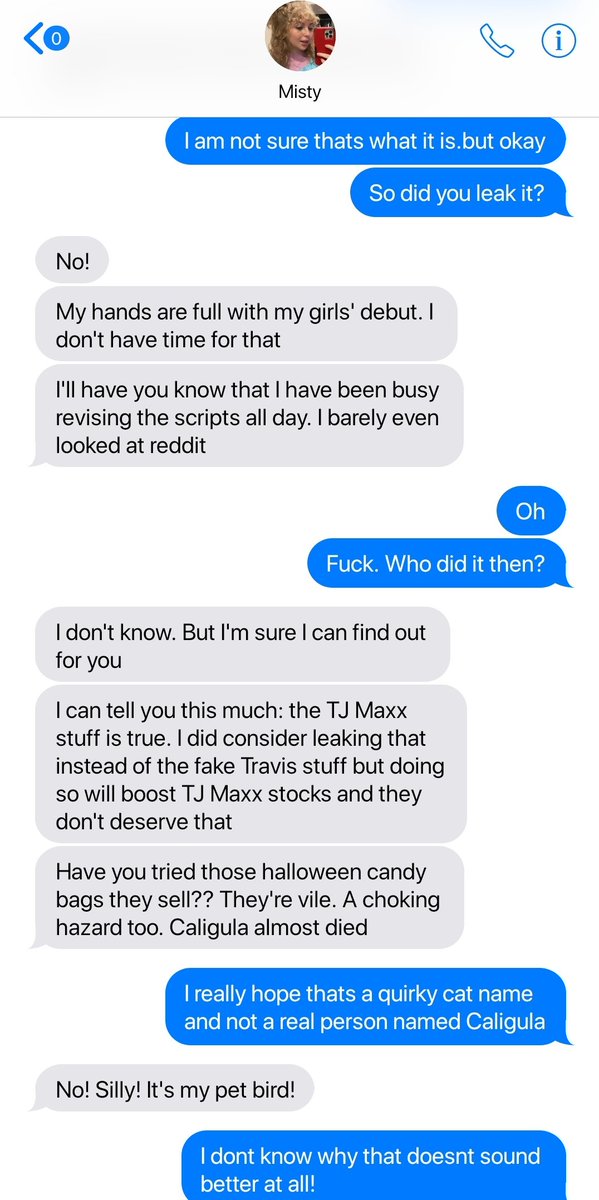 0
Misty
I am not sure thats what it is.but okay
So did you leak it?
No!
My hands are full with my girls' debut. I
don't have time for that
I'll have you know that I have been busy
revising the scripts all day. I barely even
looked at reddit
Oh
Fuck. Who did it then?
I don't know. But I'm sure I can find out
for you
I can tell you this much: the TJ Maxx
stuff is true. I did consider leaking that
instead of the fake Travis stuff but doing
so will boost TJ Maxx stocks and they
don't deserve that
Have you tried those halloween candy
bags they sell?? They're vile. A choking
hazard too. Caligula almost died
I really hope thats a quirky cat name
and not a real person named Caligula
No! Silly! It's my pet bird!
I dont know why that doesnt sound
better at all!